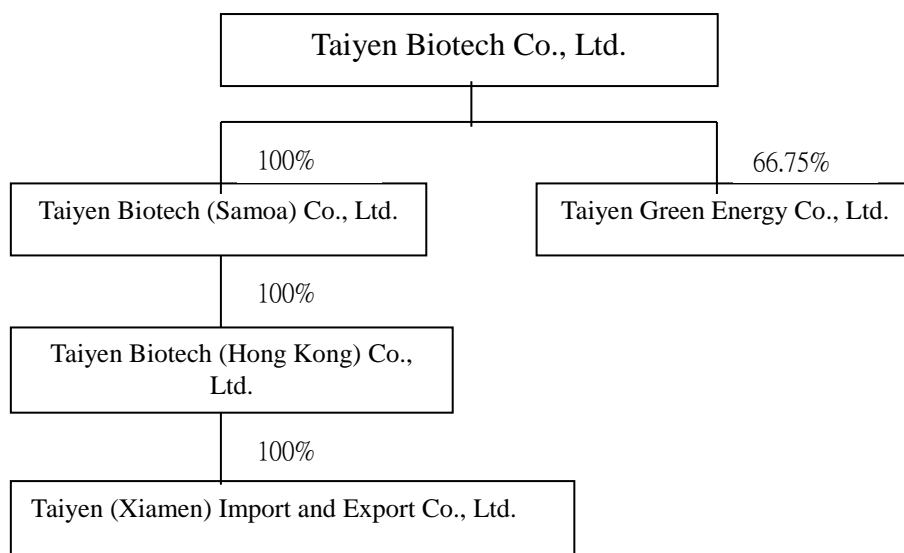 Taiyen Biotech Co., Ltd.
100%
66.75%
Taiyen Biotech (Samoa) Co., Ltd.
Taiyen Green Energy Co., Ltd.
100%
Taiyen Biotech (Hong Kong) Co.,
Ltd.
100%
Taiyen (Xiamen) Import and Export Co., Ltd.